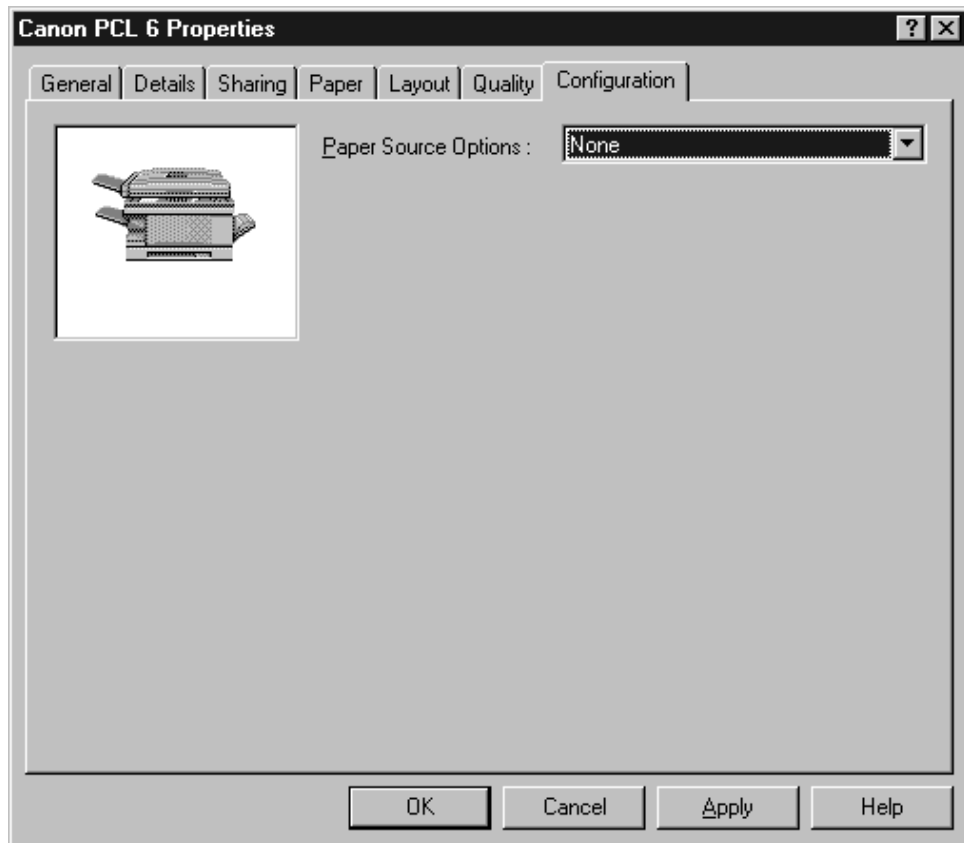 Canon PCL 6 Properties ? X
General Details Sharing Paper Layout Quality Configuration
Paper Source Options : None
OK Cancel Apply Help